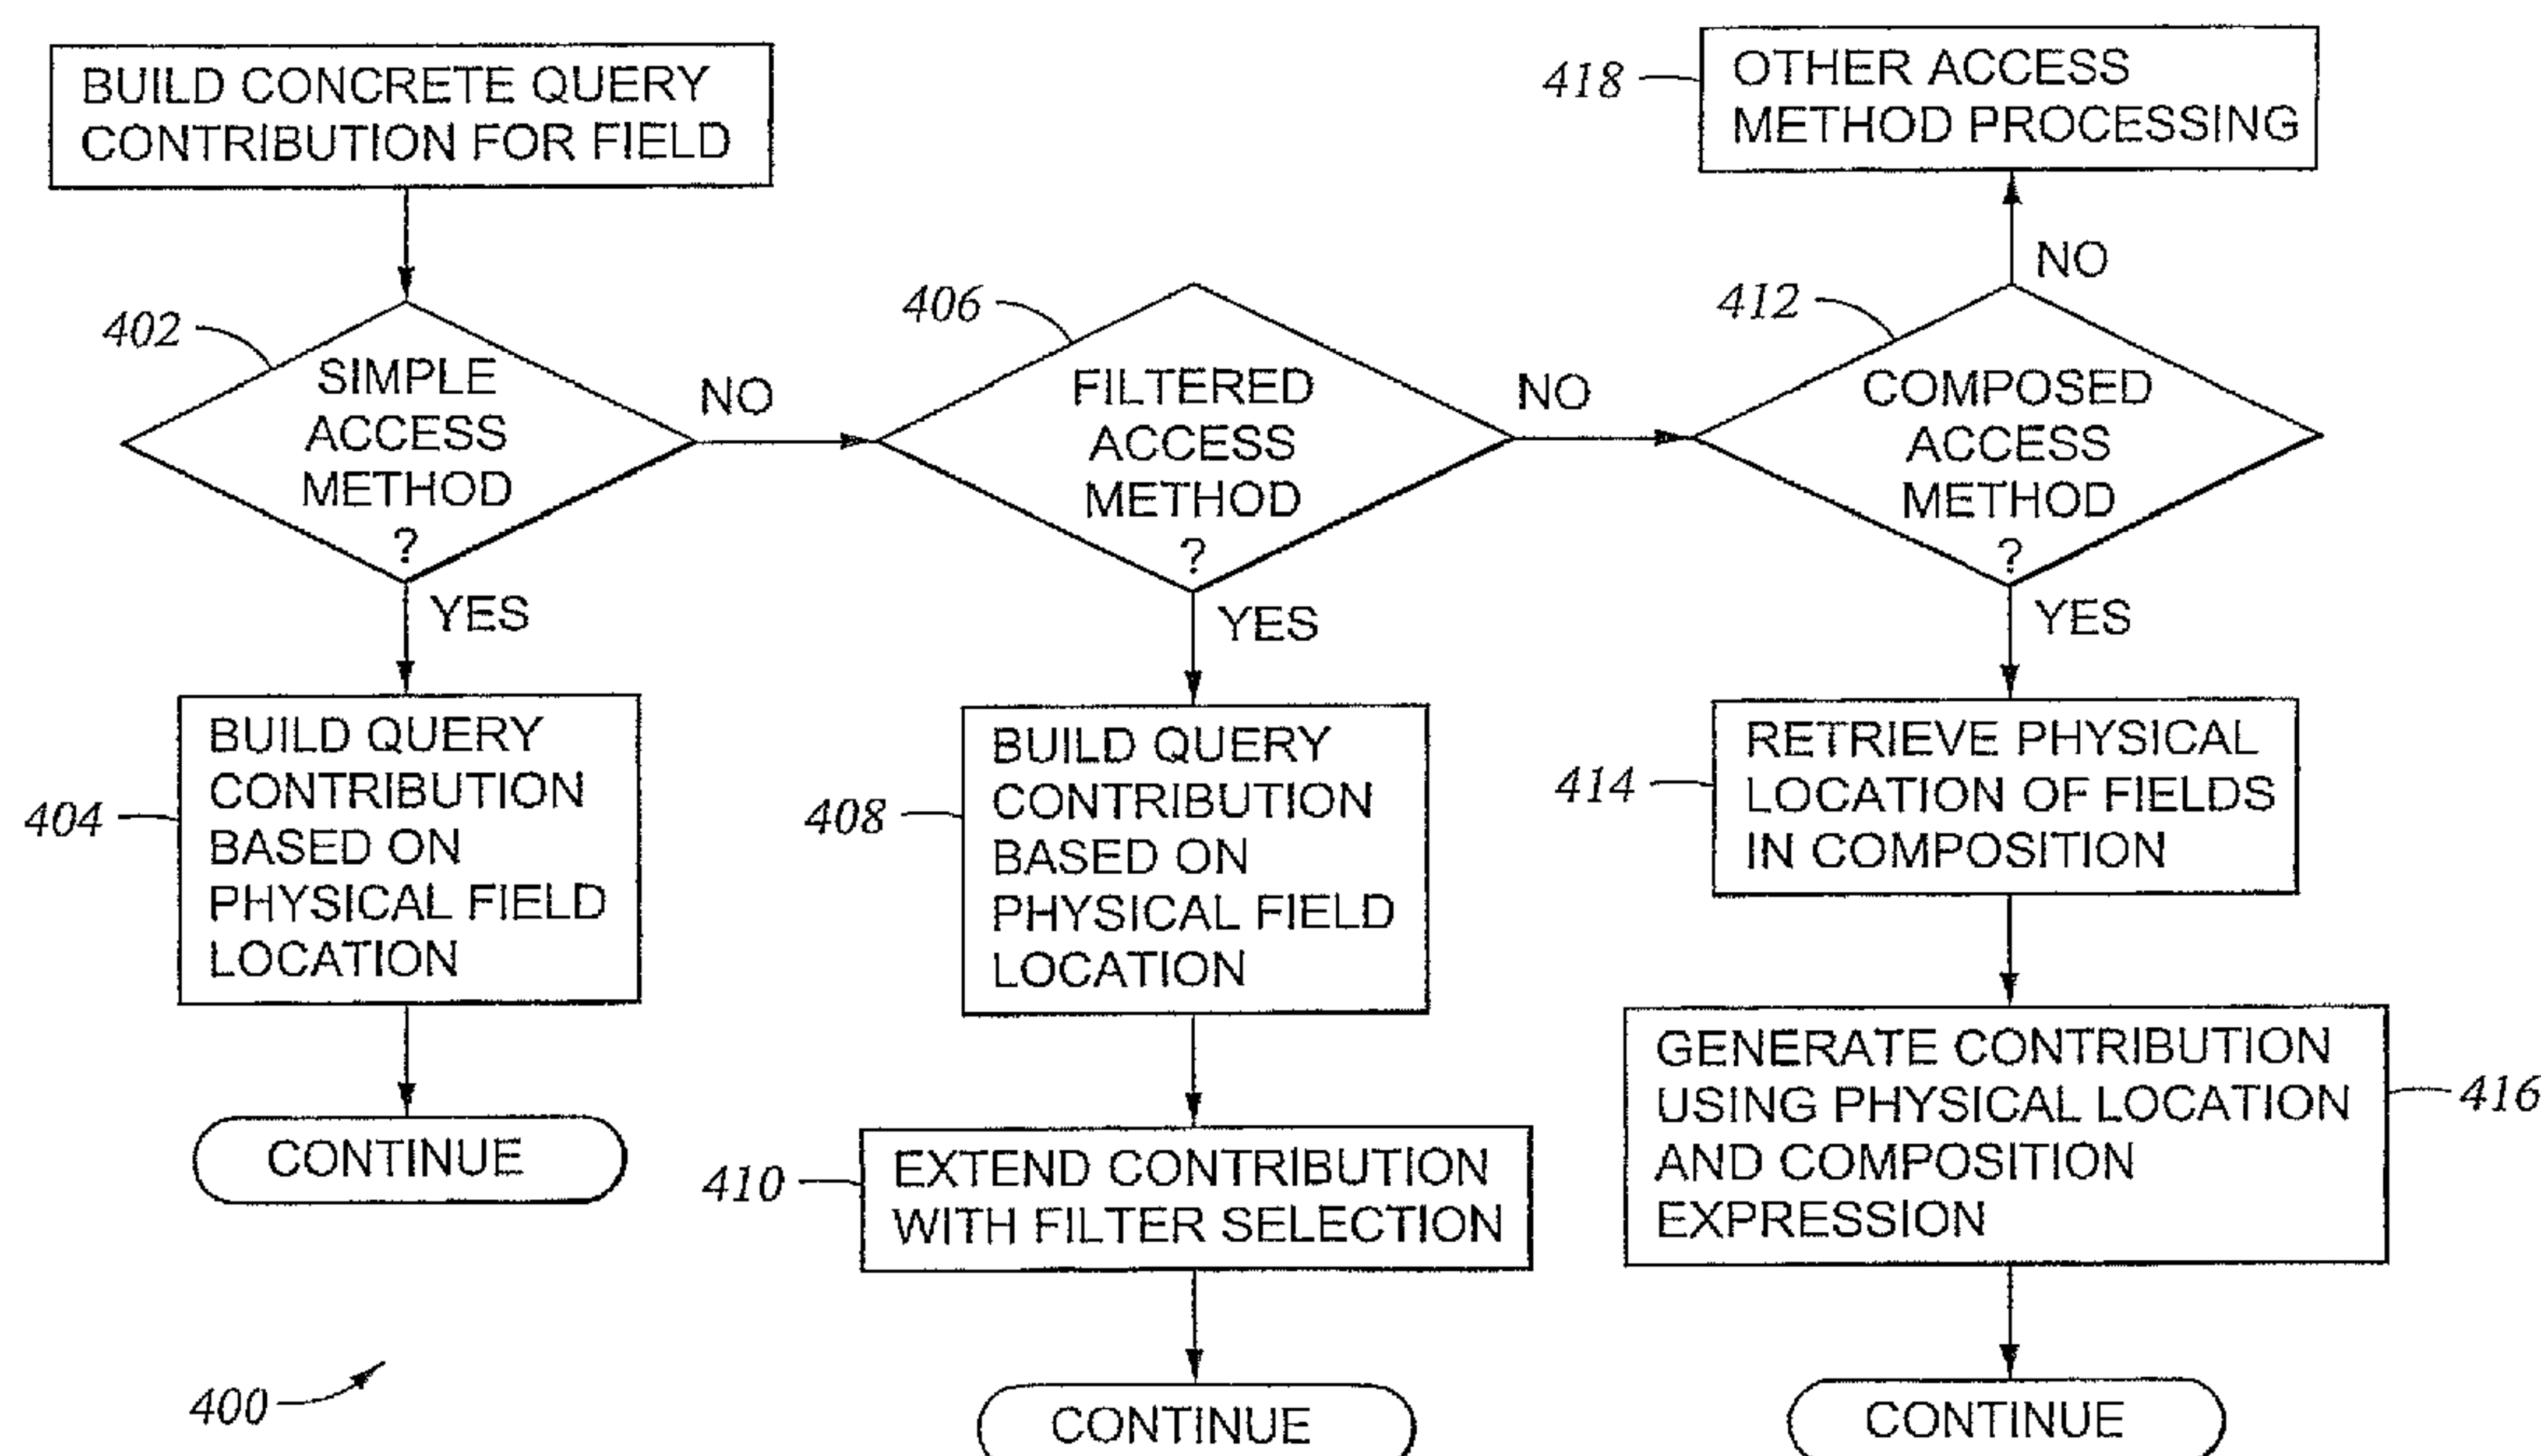 BUILD CONCRETE QUERY
CONTRIBUTION FOR FIELD
402
SIMPLE
ACCESS
METHOD
?
NO
YES
404
BUILD QUERY
CONTRIBUTION
BASED ON
PHYSICAL FIELD
LOCATION
CONTINUE
406
FILTERED
ACCESS
METHOD
?
NO
YES
408
BUILD QUERY
CONTRIBUTION
BASED ON
PHYSICAL FIELD
LOCATION
410
EXTEND CONTRIBUTION
WITH FILTER SELECTION
CONTINUE
418
OTHER ACCESS
METHOD PROCESSING
NO
412
COMPOSED
ACCESS
METHOD
?
YES
414
RETRIEVE PHYSICAL
LOCATION OF FIELDS
IN COMPOSITION
GENERATE CONTRIBUTION
USING PHYSICAL LOCATION
AND COMPOSITION
EXPRESSION
416
CONTINUE
400